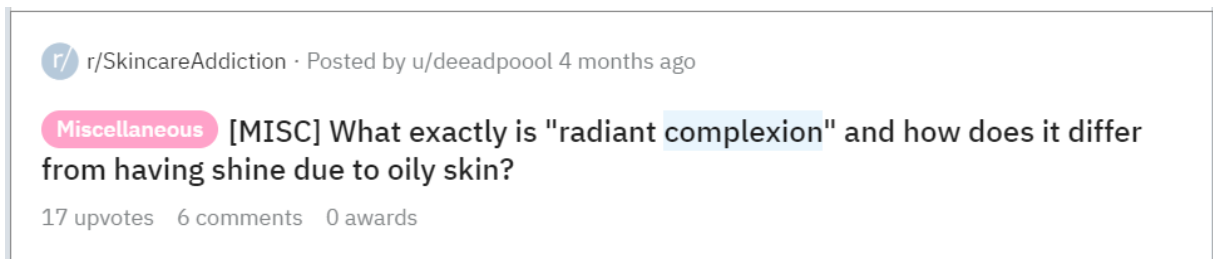 r/ r/SkincareAddiction · Posted by u/deeadpoool 4 months ago
Miscellaneous [MISC] What exactly is "radiant complexion" and how does it differ
from having shine due to oily skin?
17 upvotes 6 comments 0 awards